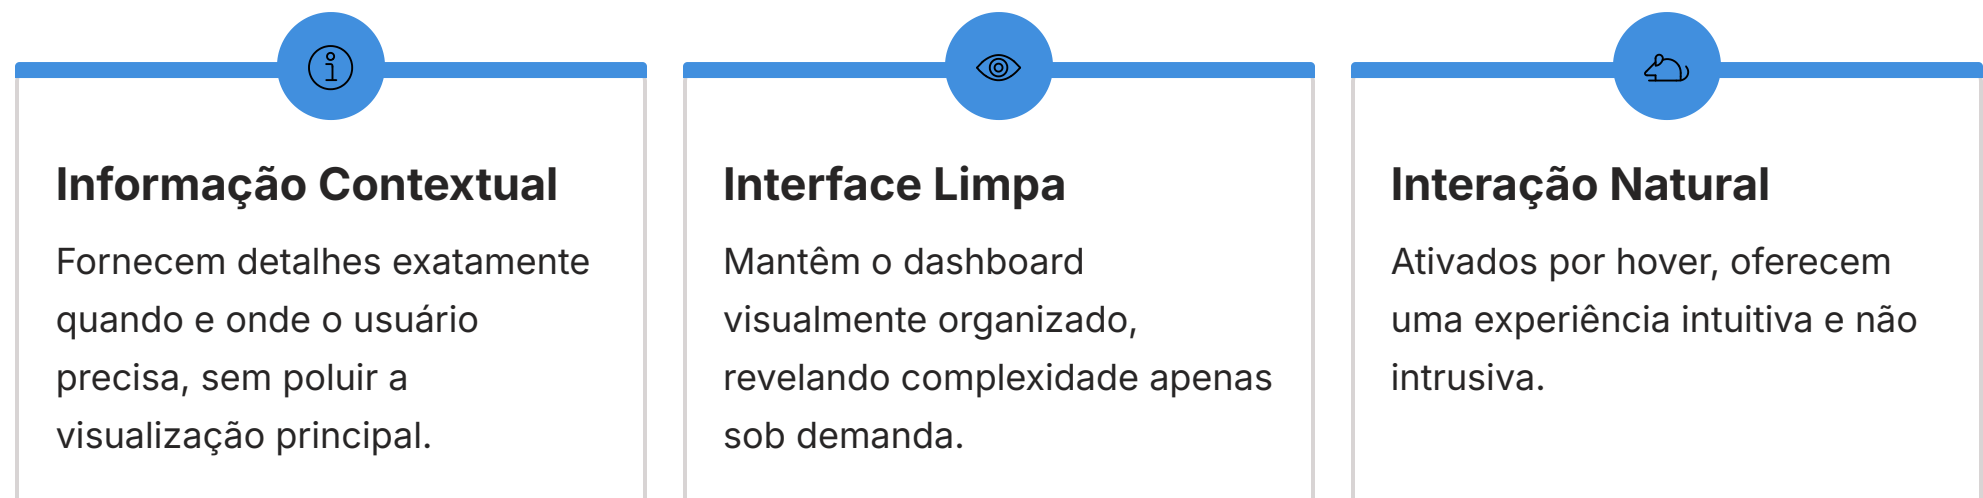 Informação Contextual
Fornecem detalhes exatamente
quando e onde o usuário
precisa, sem poluir a
visualização principal.
Interface Limpa
Mantêm o dashboard
visualmente organizado,
revelando complexidade apenas
sob demanda.
Interação Natural
Ativados por hover, oferecem
uma experiência intuitiva e não
intrusiva.